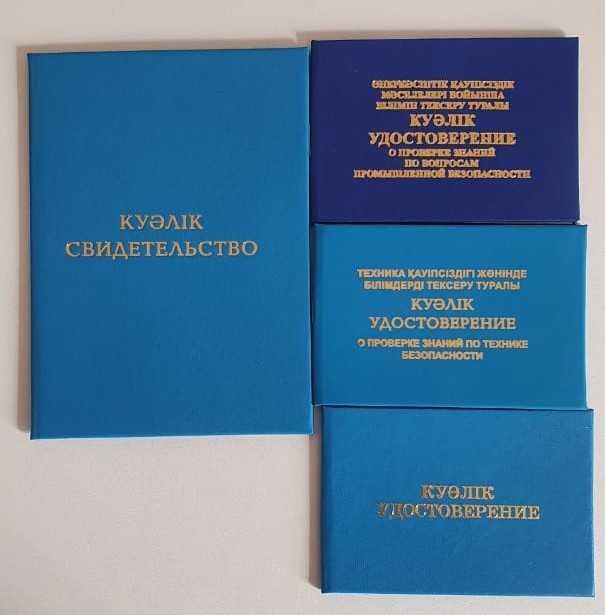 КУӘЛІК
СВИДЕТЕЛЬСТВО
ӨНЕРКӘСІПТІК ҚАУІПСІЗДІК
МӘСЕЛЕЛЕРІ БОЙЫНША
БІЛІМІН ТЕКСЕРУ ТУРАЛЫ
КУӘЛІК
УДОСТОВЕРЕНИЕ
О ПРОВЕРКЕ ЗНАНИЙ
ПО ВОПРОСАМ
ПРОМЫШЛЕННОЙ БЕЗОПАСНОСТИ
ТЕХНИКА ҚАУІПСІЗДІГІ ЖӨНІНДЕ
БІЛІМДЕРДІ ТЕКСЕРУ ТУРАЛЫ
КУӘЛІК
УДОСТОВЕРЕНИЕ
О ПРОВЕРКЕ ЗНАНИЙ ПО ТЕХНИКЕ
БЕЗОПАСНОСТИ
КУӘЛІК
УДОСТОВЕРЕНИЕ